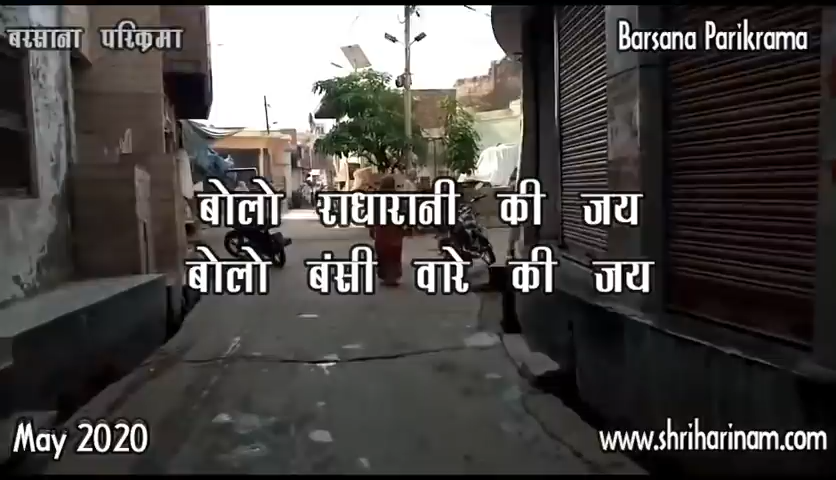 बरसाना परिक्रमा
Barsana Parikrama
बोलो राधारानी की जय
बोलो बंसी वारे की जय
May 2020
www.shriharinam.com